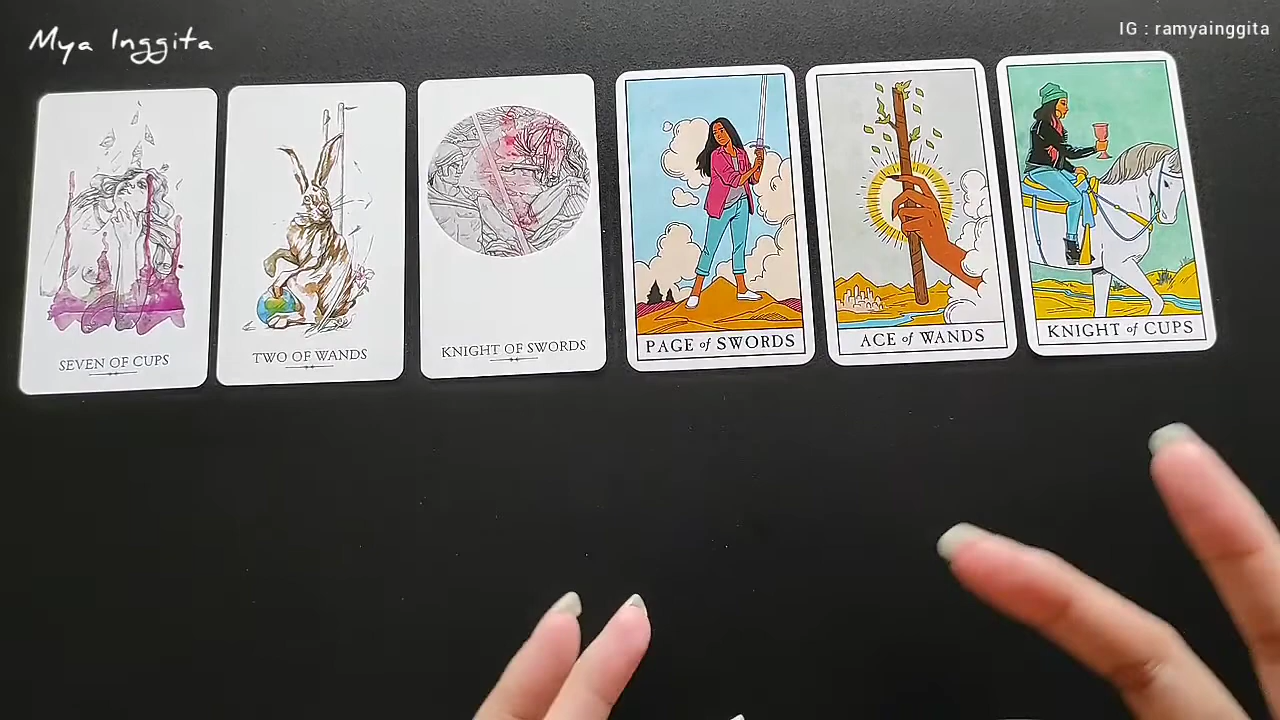 Mya Inggita
IG : ramyainggita
SEVEN OF CUPS
TWO OF WANDS
KNIGHT OF SWORDS
PAGE of SWORDS
ACE of WANDS
KNIGHT of CUPS